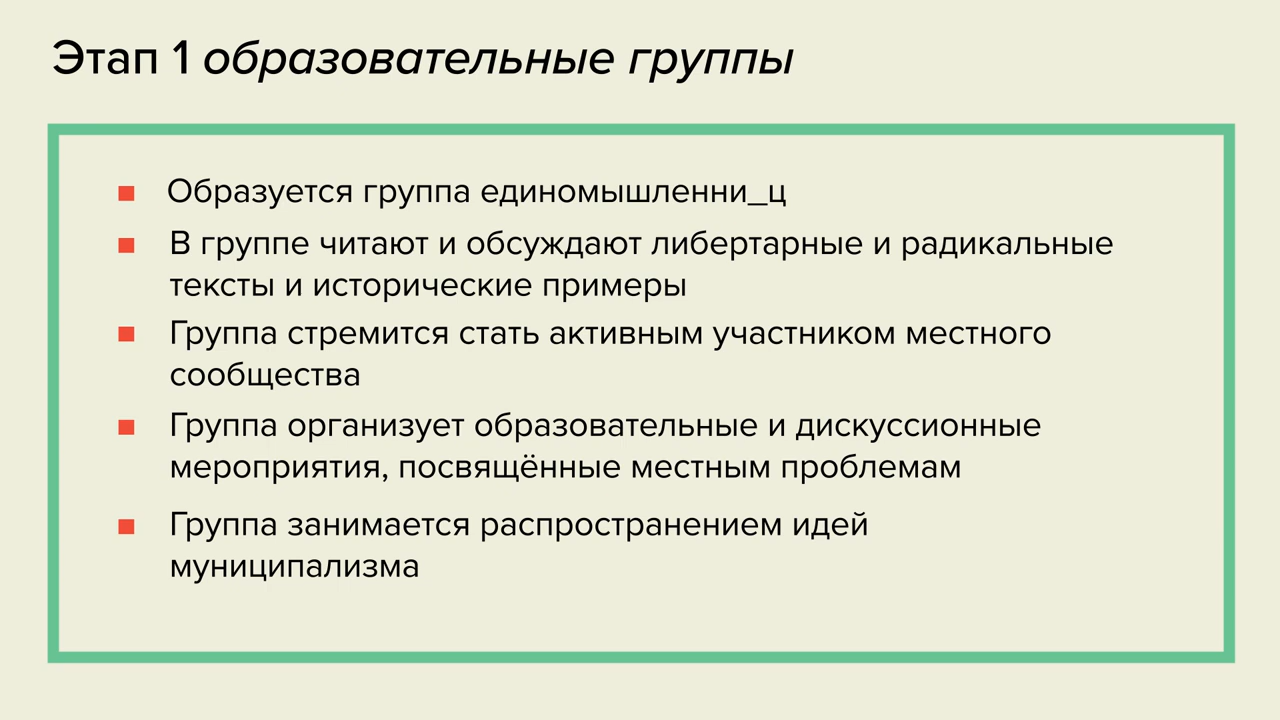 Этап 1 образовательные группы
Образуется группа единомышленни_ц
В группе читают и обсуждают либертарные и радикальные
тексты и исторические примеры
Группа стремится стать активным участником местного
сообщества
Группа организует образовательные и дискуссионные
мероприятия, посвящённые местным проблемам
Группа занимается распространением идей
муниципализма